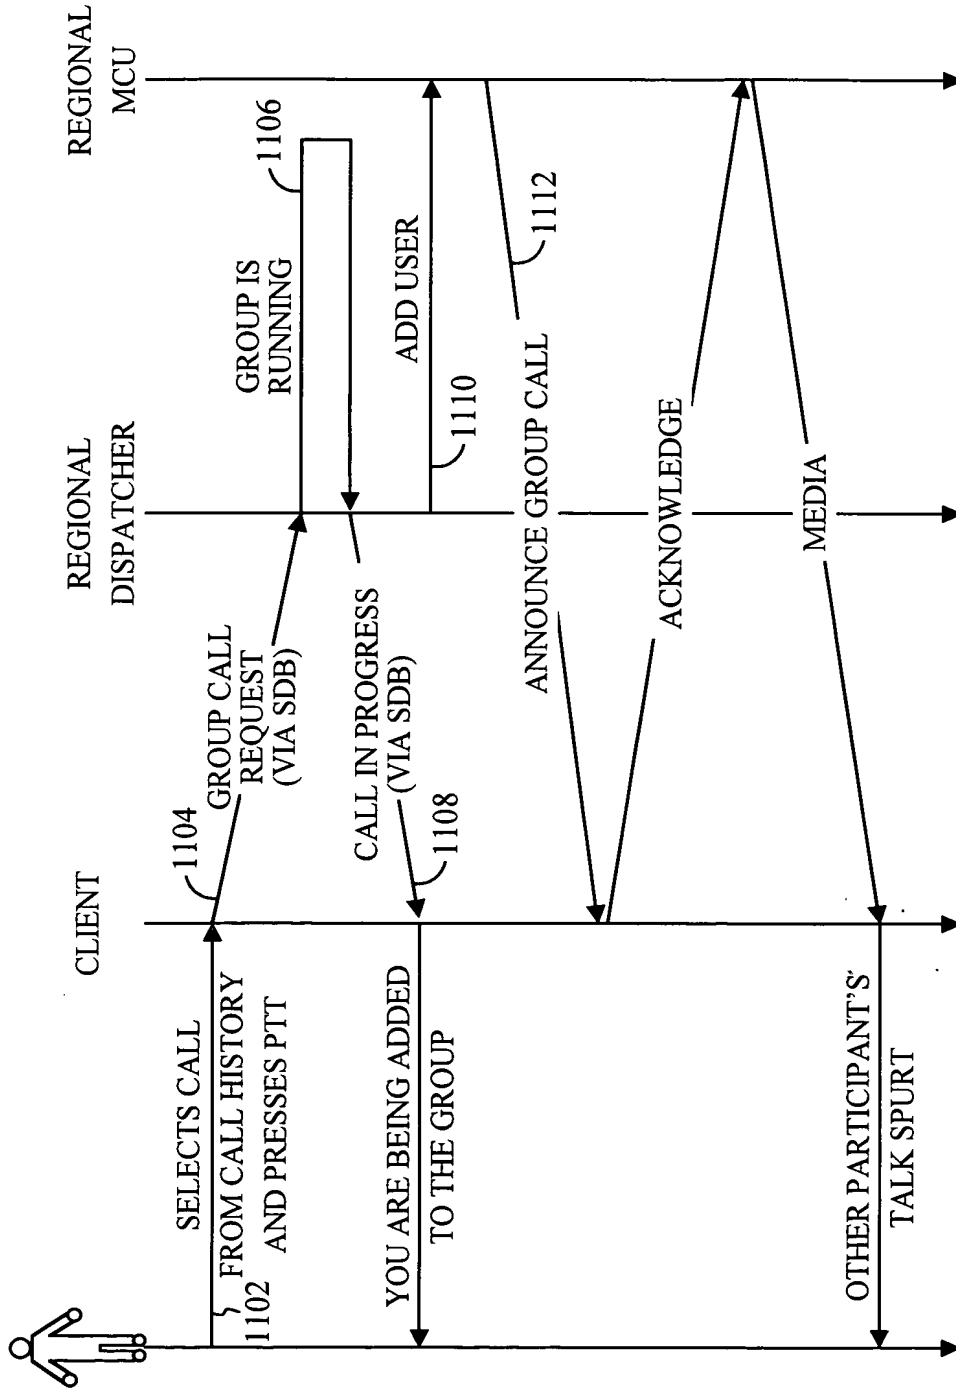 CLIENT
REGIONAL
DISPATCHER
REGIONAL
MCU
SELECTS CALL
FROM CALL HISTORY
AND PRESSES PTT
1102
1104
GROUP CALL
REQUEST
(VIA SDB)
GROUP IS
RUNNING
1106
CALL IN PROGRESS
(VIA SDB)
1108
YOU ARE BEING ADDED
TO THE GROUP
ADD USER
1110
1112
ANNOUNCE GROUP CALL
ACKNOWLEDGE
MEDIA
OTHER PARTICIPANT'S'
TALK SPURT